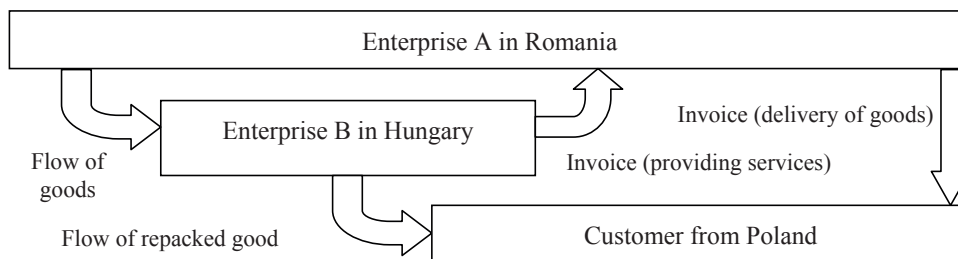 Enterprise A in Romania
Invoice (delivery of goods)
Enterprise B in Hungary
Flow of
goods
Invoice (providing services)
Flow of repacked good
Customer from Poland